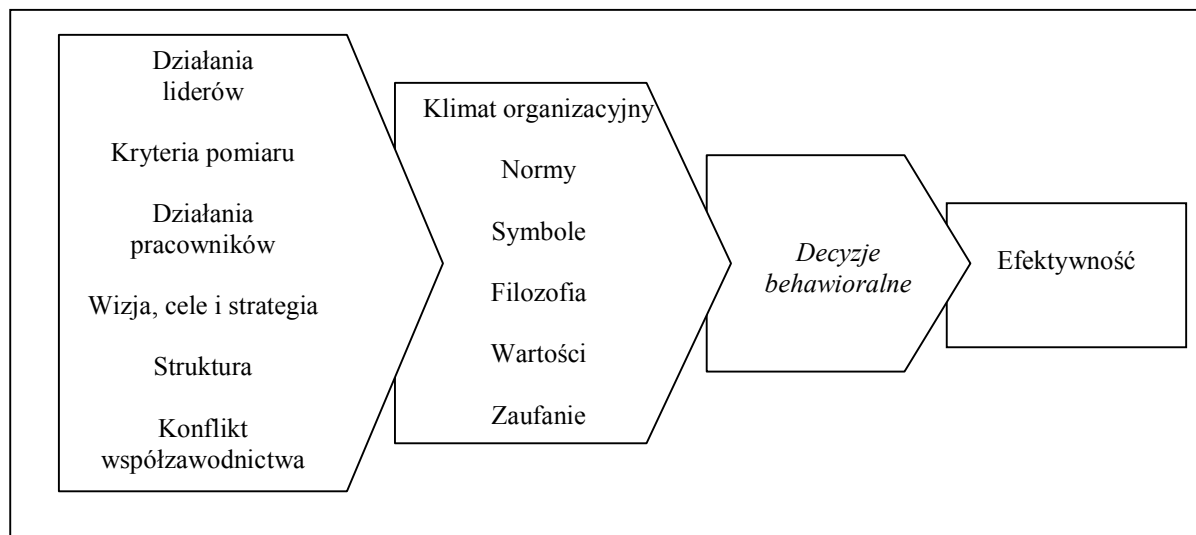 Działania
liderów
Kryteria pomiaru
Działania
pracowników
Wizja, cele i strategia
Struktura
Konflikt
współzawodnictwa
Klimat organizacyjny
Normy
Symbole
Filozofia
Wartości
Zaufanie
Decyzje
behawioralne
Efektywność